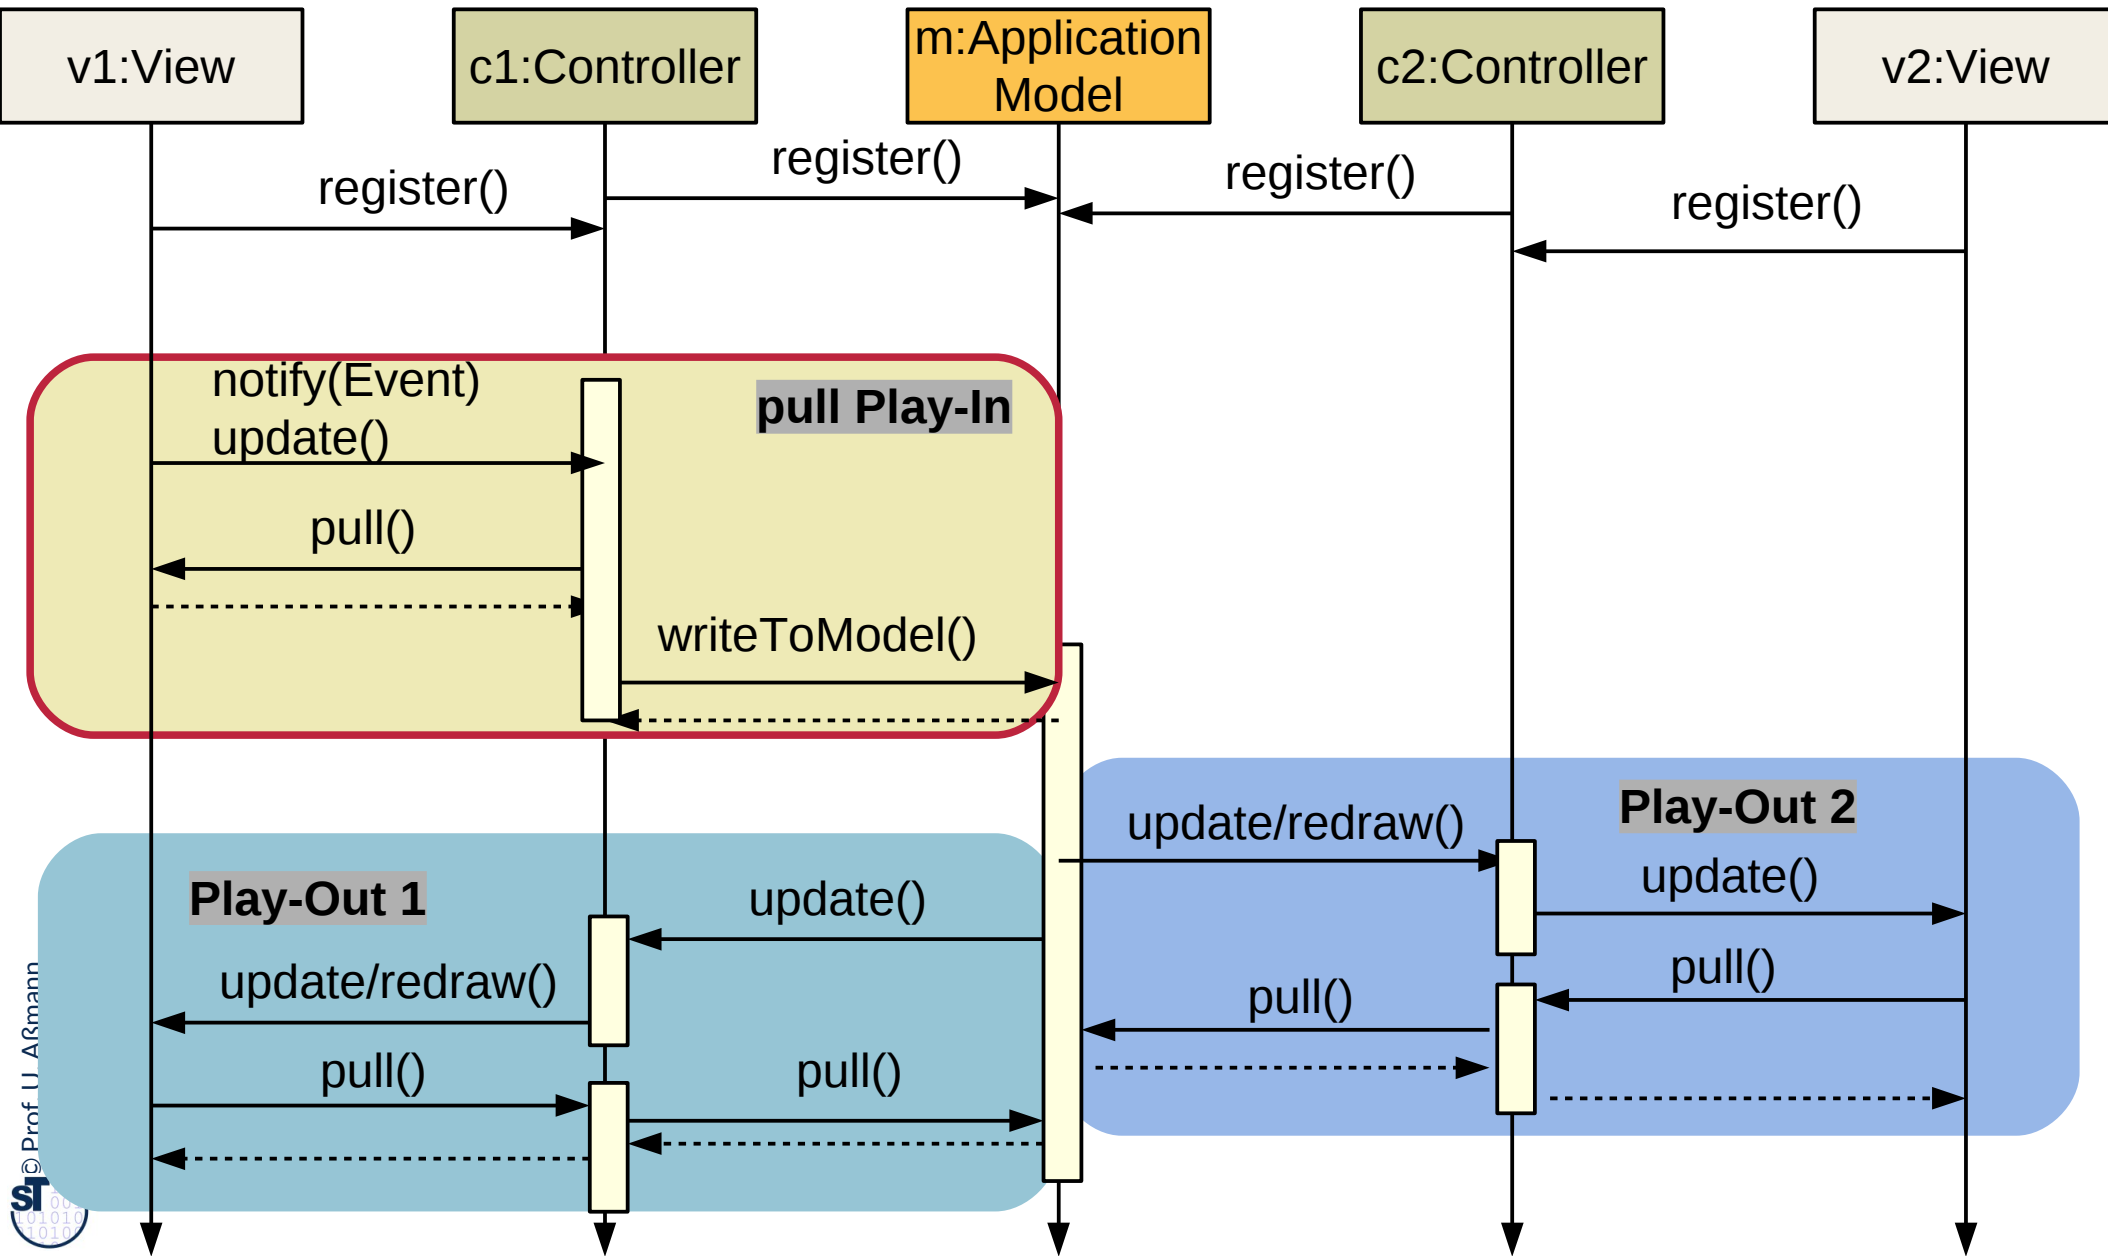 v1:View
c1:Controller
m:Application
Model
c2:Controller
v2:View
register()
register()
register()
register()
notify(Event)
update()
pull Play-In
pull()
writeToModel()
Play-Out 2
update/redraw()
update()
Play-Out 1
update()
update/redraw()
pull()
pull()
pull()
pull()
© Prof. U. Aßmann
ST